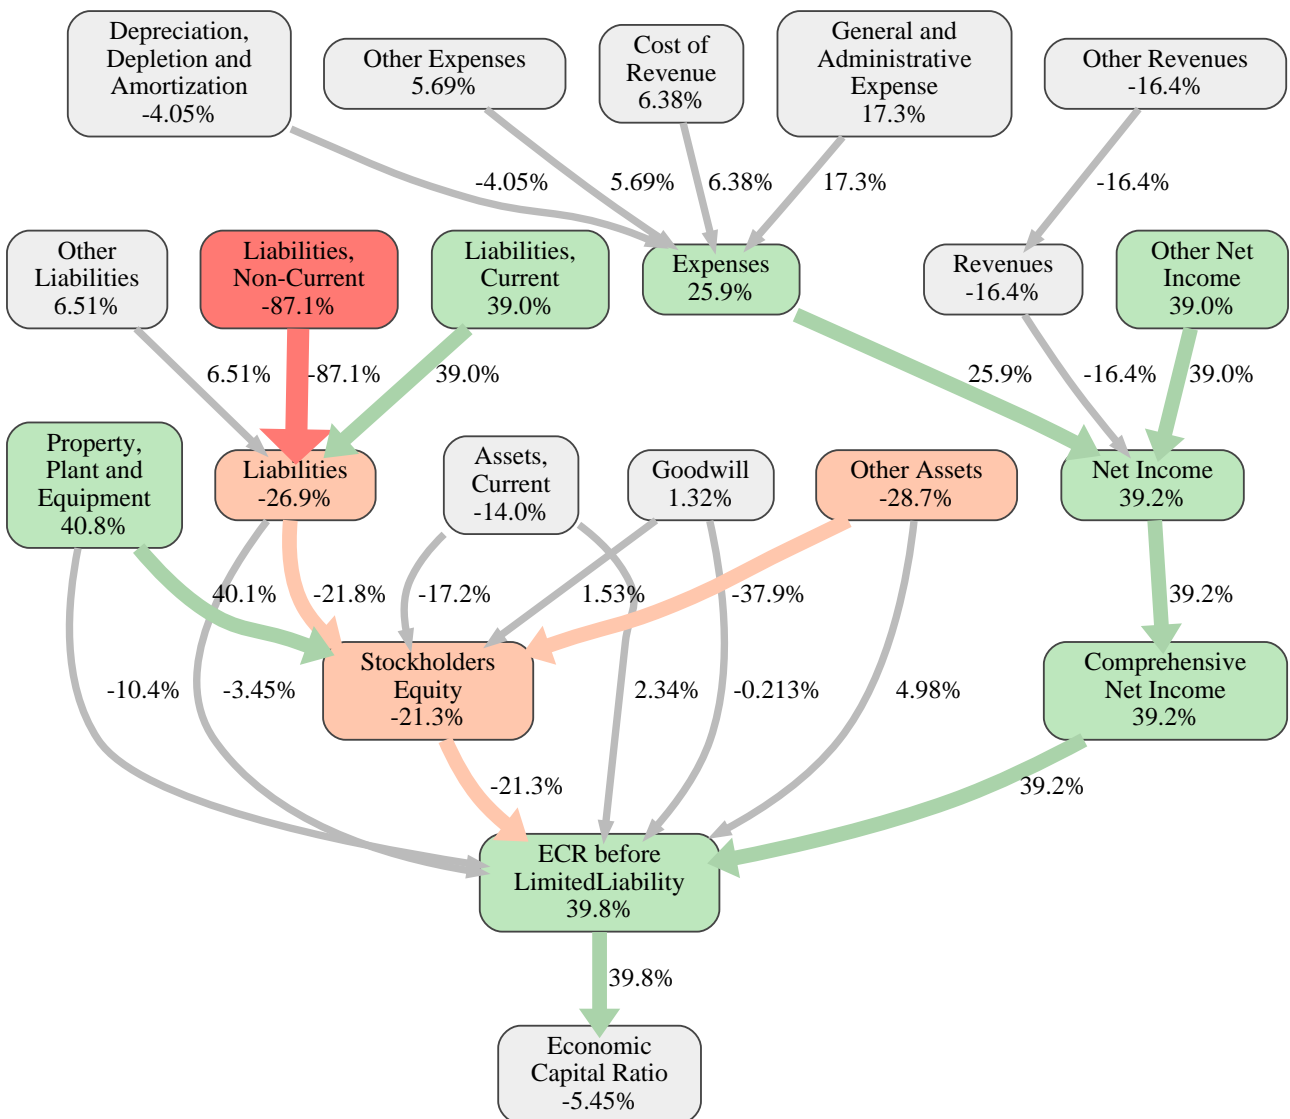 Depreciation,
Depletion and
Amortization
-4.05%
Other Expenses
5.69%
Cost of
Revenue
6.38%
General and
Administrative
Expense
17.3%
Other Revenues
-16.4%
-4.05%
5.69%
6.38%
17.3%
-16.4%
Other
Liabilities
6.51%
Liabilities,
Non-Current
-87.1%
Liabilities,
Current
39.0%
Expenses
25.9%
Revenues
-16.4%
Other Net
Income
39.0%
6.51%
-87.1%
39.0%
25.9%
-16.4%
39.0%
Property,
Plant and
Equipment
40.8%
Liabilities
-26.9%
Assets,
Current
-14.0%
Goodwill
1.32%
Other Assets
-28.7%
Net Income
39.2%
40.1%
-21.8%
-17.2%
1.53%
-37.9%
39.2%
Stockholders
Equity
-21.3%
Comprehensive
Net Income
39.2%
-10.4%
-3.45%
2.34%
-0.213%
4.98%
-21.3%
39.2%
ECR before
LimitedLiability
39.8%
39.8%
Economic
Capital Ratio
-5.45%